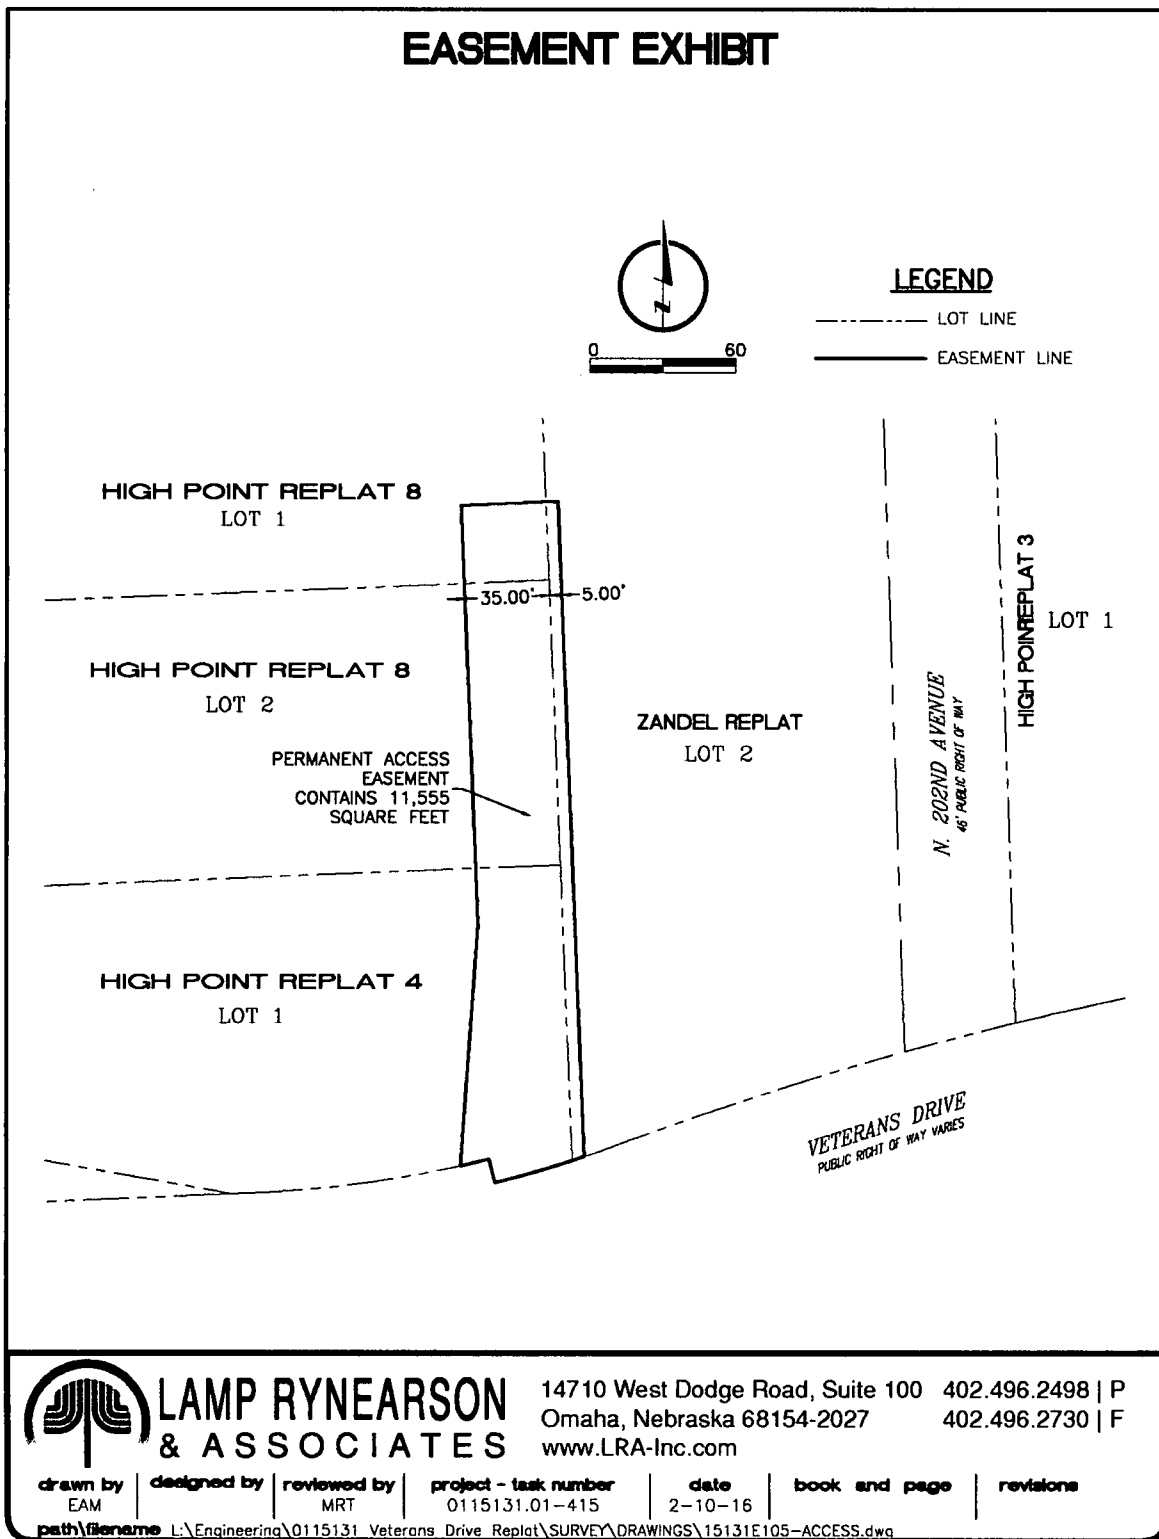 EASEMENT EXHIBIT
0 60
LEGEND
LOT LINE
EASEMENT LINE
HIGH POINT REPLAT 8
LOT 1
35.00'
5.00'
HIGH POINT REPLAT 8
LOT 2
PERMANENT ACCESS
EASEMENT
CONTAINS 11,555
SQUARE FEET
ZANDEL REPLAT
LOT 2
N. 202ND AVENUE
46' PUBLIC RIGHT OF WAY
HIGH POINT REPLAT 3
LOT 1
HIGH POINT REPLAT 4
LOT 1
VETERANS DRIVE
PUBLIC RIGHT OF WAY VARIES
LAMP RYNEARSON
& ASSOCIATES
14710 West Dodge Road, Suite 100 402.496.2498 | P
Omaha, Nebraska 68154-2027 402.496.2730 | F
www.LRA-Inc.com
drawn by designed by reviewed by project - task number date book and page revisions
EAM MRT 0115131.01-415 2-10-16
path\filename L:\Engineering\0115131 Veterans Drive Replat\SURVEY\DRAWINGS\15131E105-ACCESS.dwg